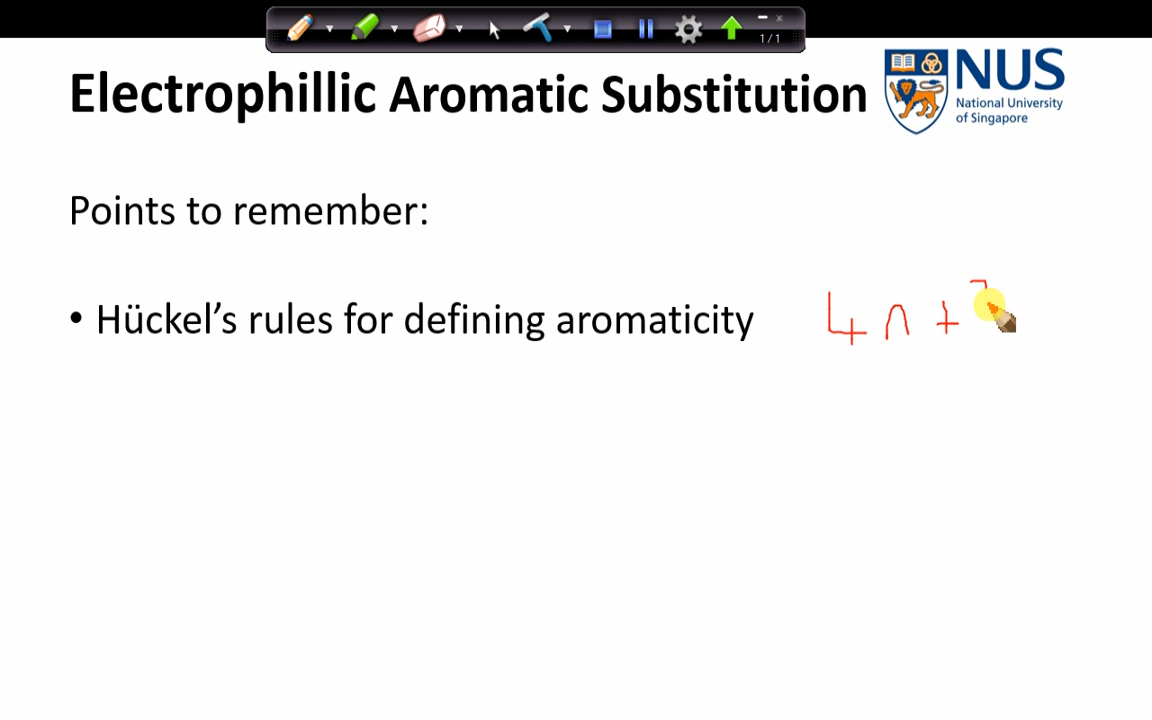 1/1
Electrophillic Aromatic Substitution
NUS
National University
of Singapore
Points to remember:
• Hückel's rules for defining aromaticity 4n+